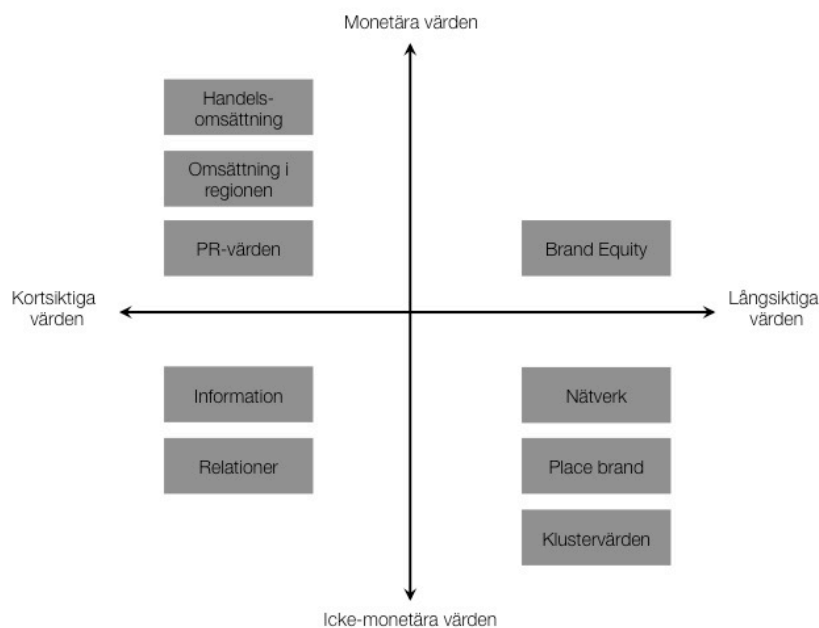 Monetära värden
Handels-
omsättning
Omsättning i
regionen
PR-värden
Brand Equity
Kortsiktiga
värden
Långsiktiga
värden
Information
Nätverk
Relationer
Place brand
Klustervärden
Icke-monetära värden